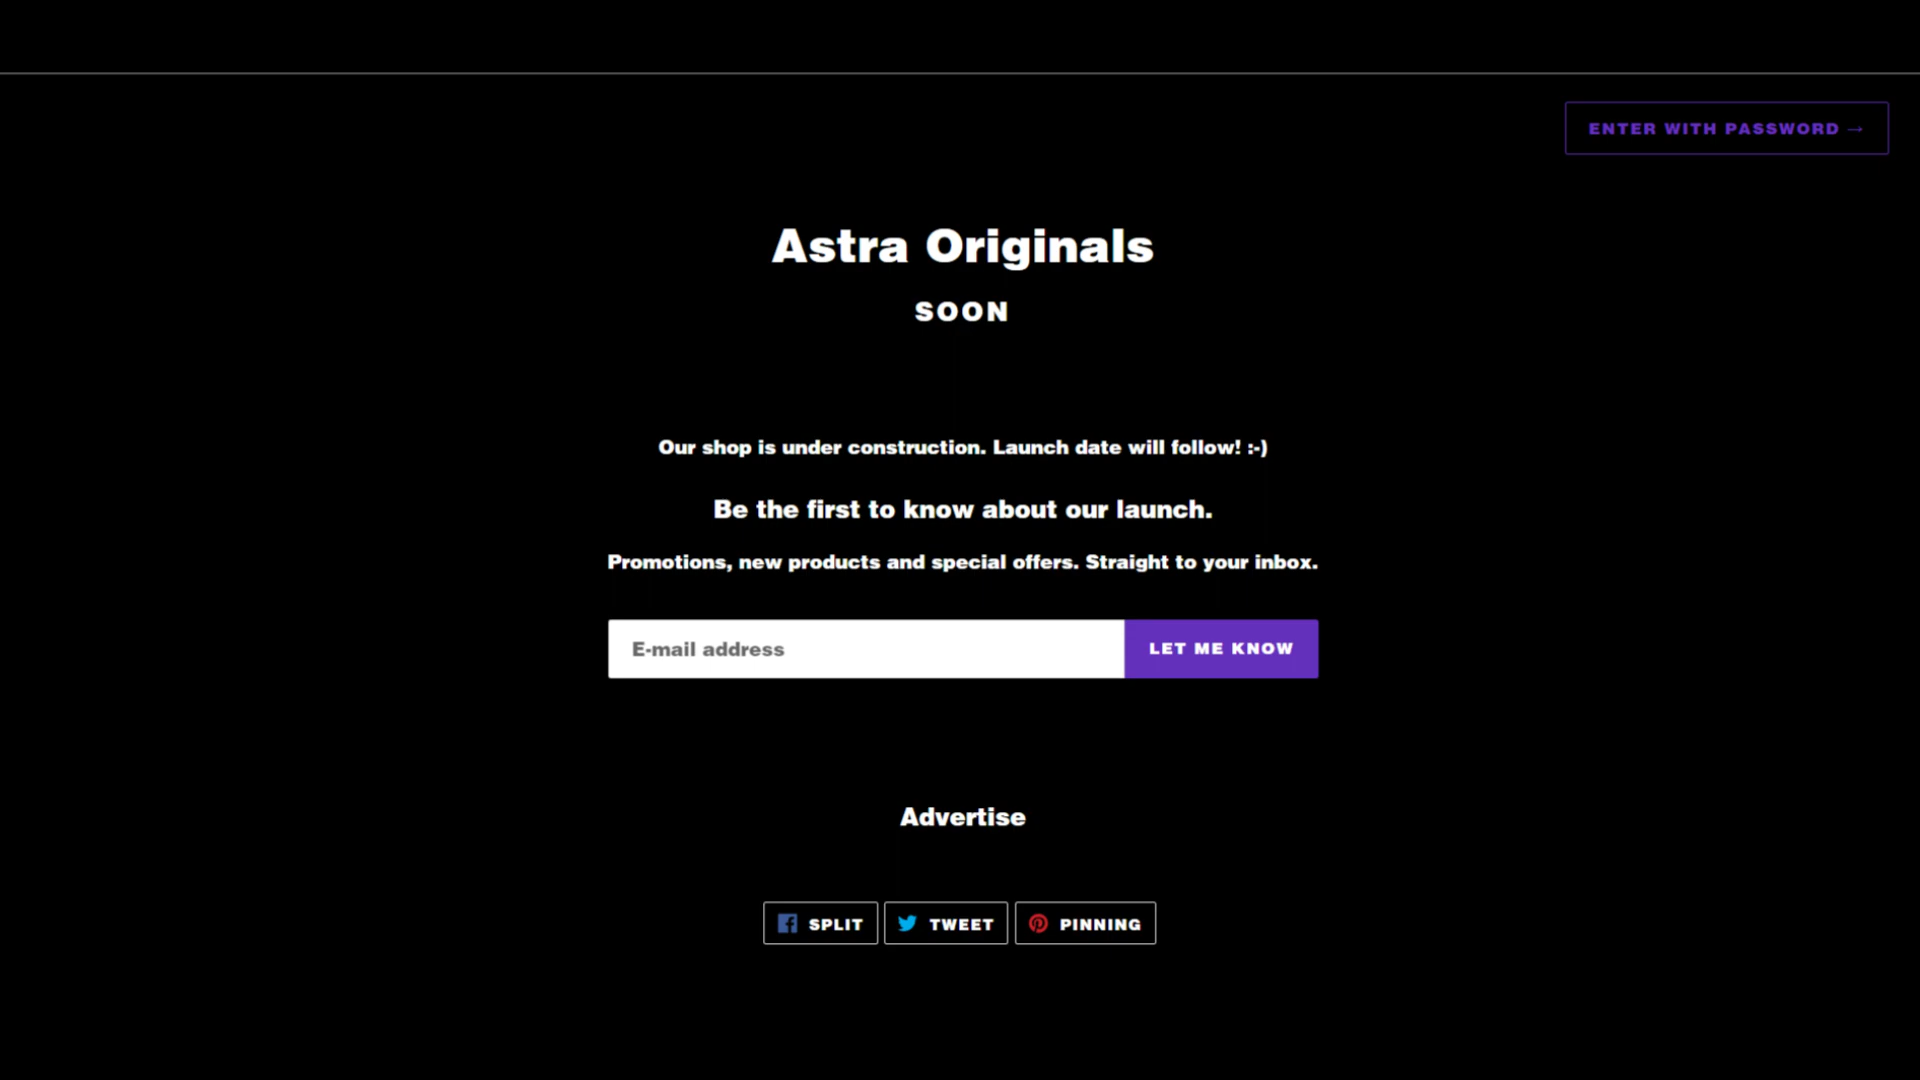 ENTER WITH PASSWORD →
Astra Originals
SOON
Our shop is under construction. Launch date will follow! :-)
Be the first to know about our launch.
Promotions, new products and special offers. Straight to your inbox.
E-mail address
LET ME KNOW
Advertise
SPLIT
TWEET
PINNING